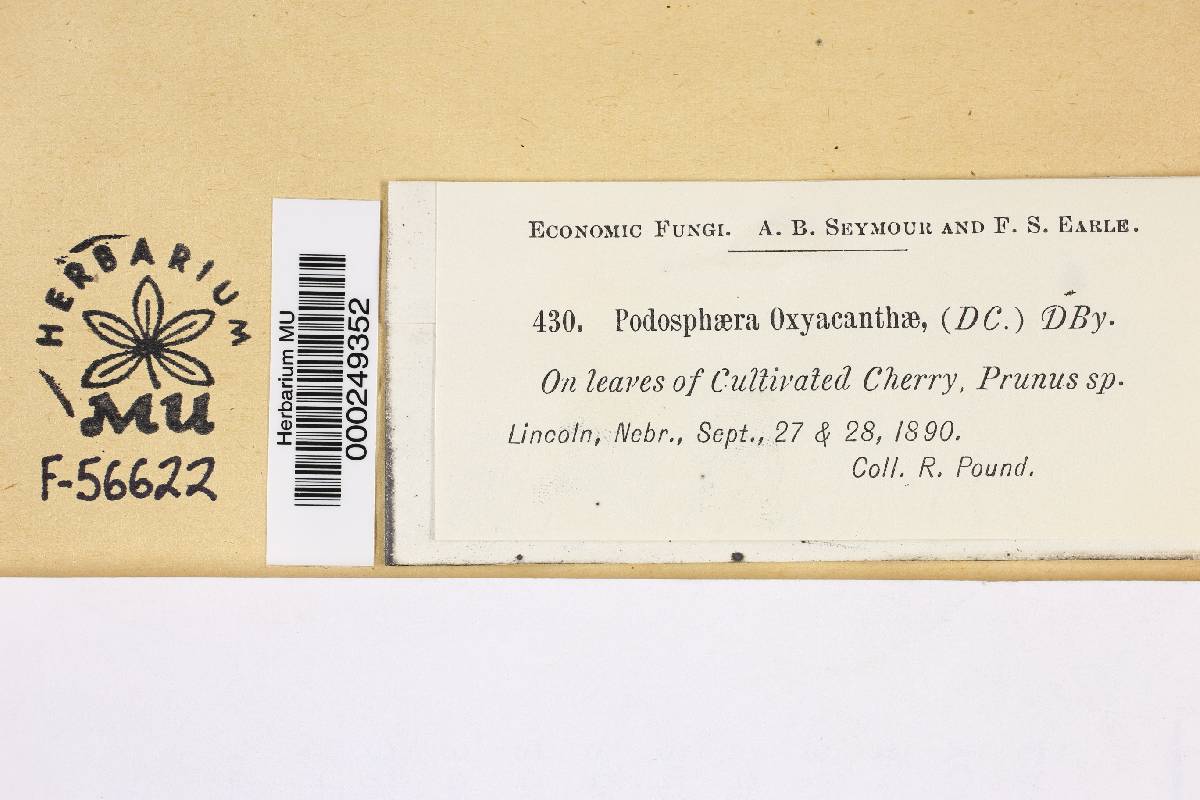 HERBARIUM
MU
F-56622
Herbarium MU
000249352
ECONOMIC FUNGI. A. B. SEYMOUR AND F. S. EARLE.
430. Podosphæra Oxyacanthæ, (DC.) DBy.
On leaves of Cultivated Cherry, Prunus sp.
Lincoln, Nebr., Sept., 27 & 28, 1890.
Coll. R. Pound.